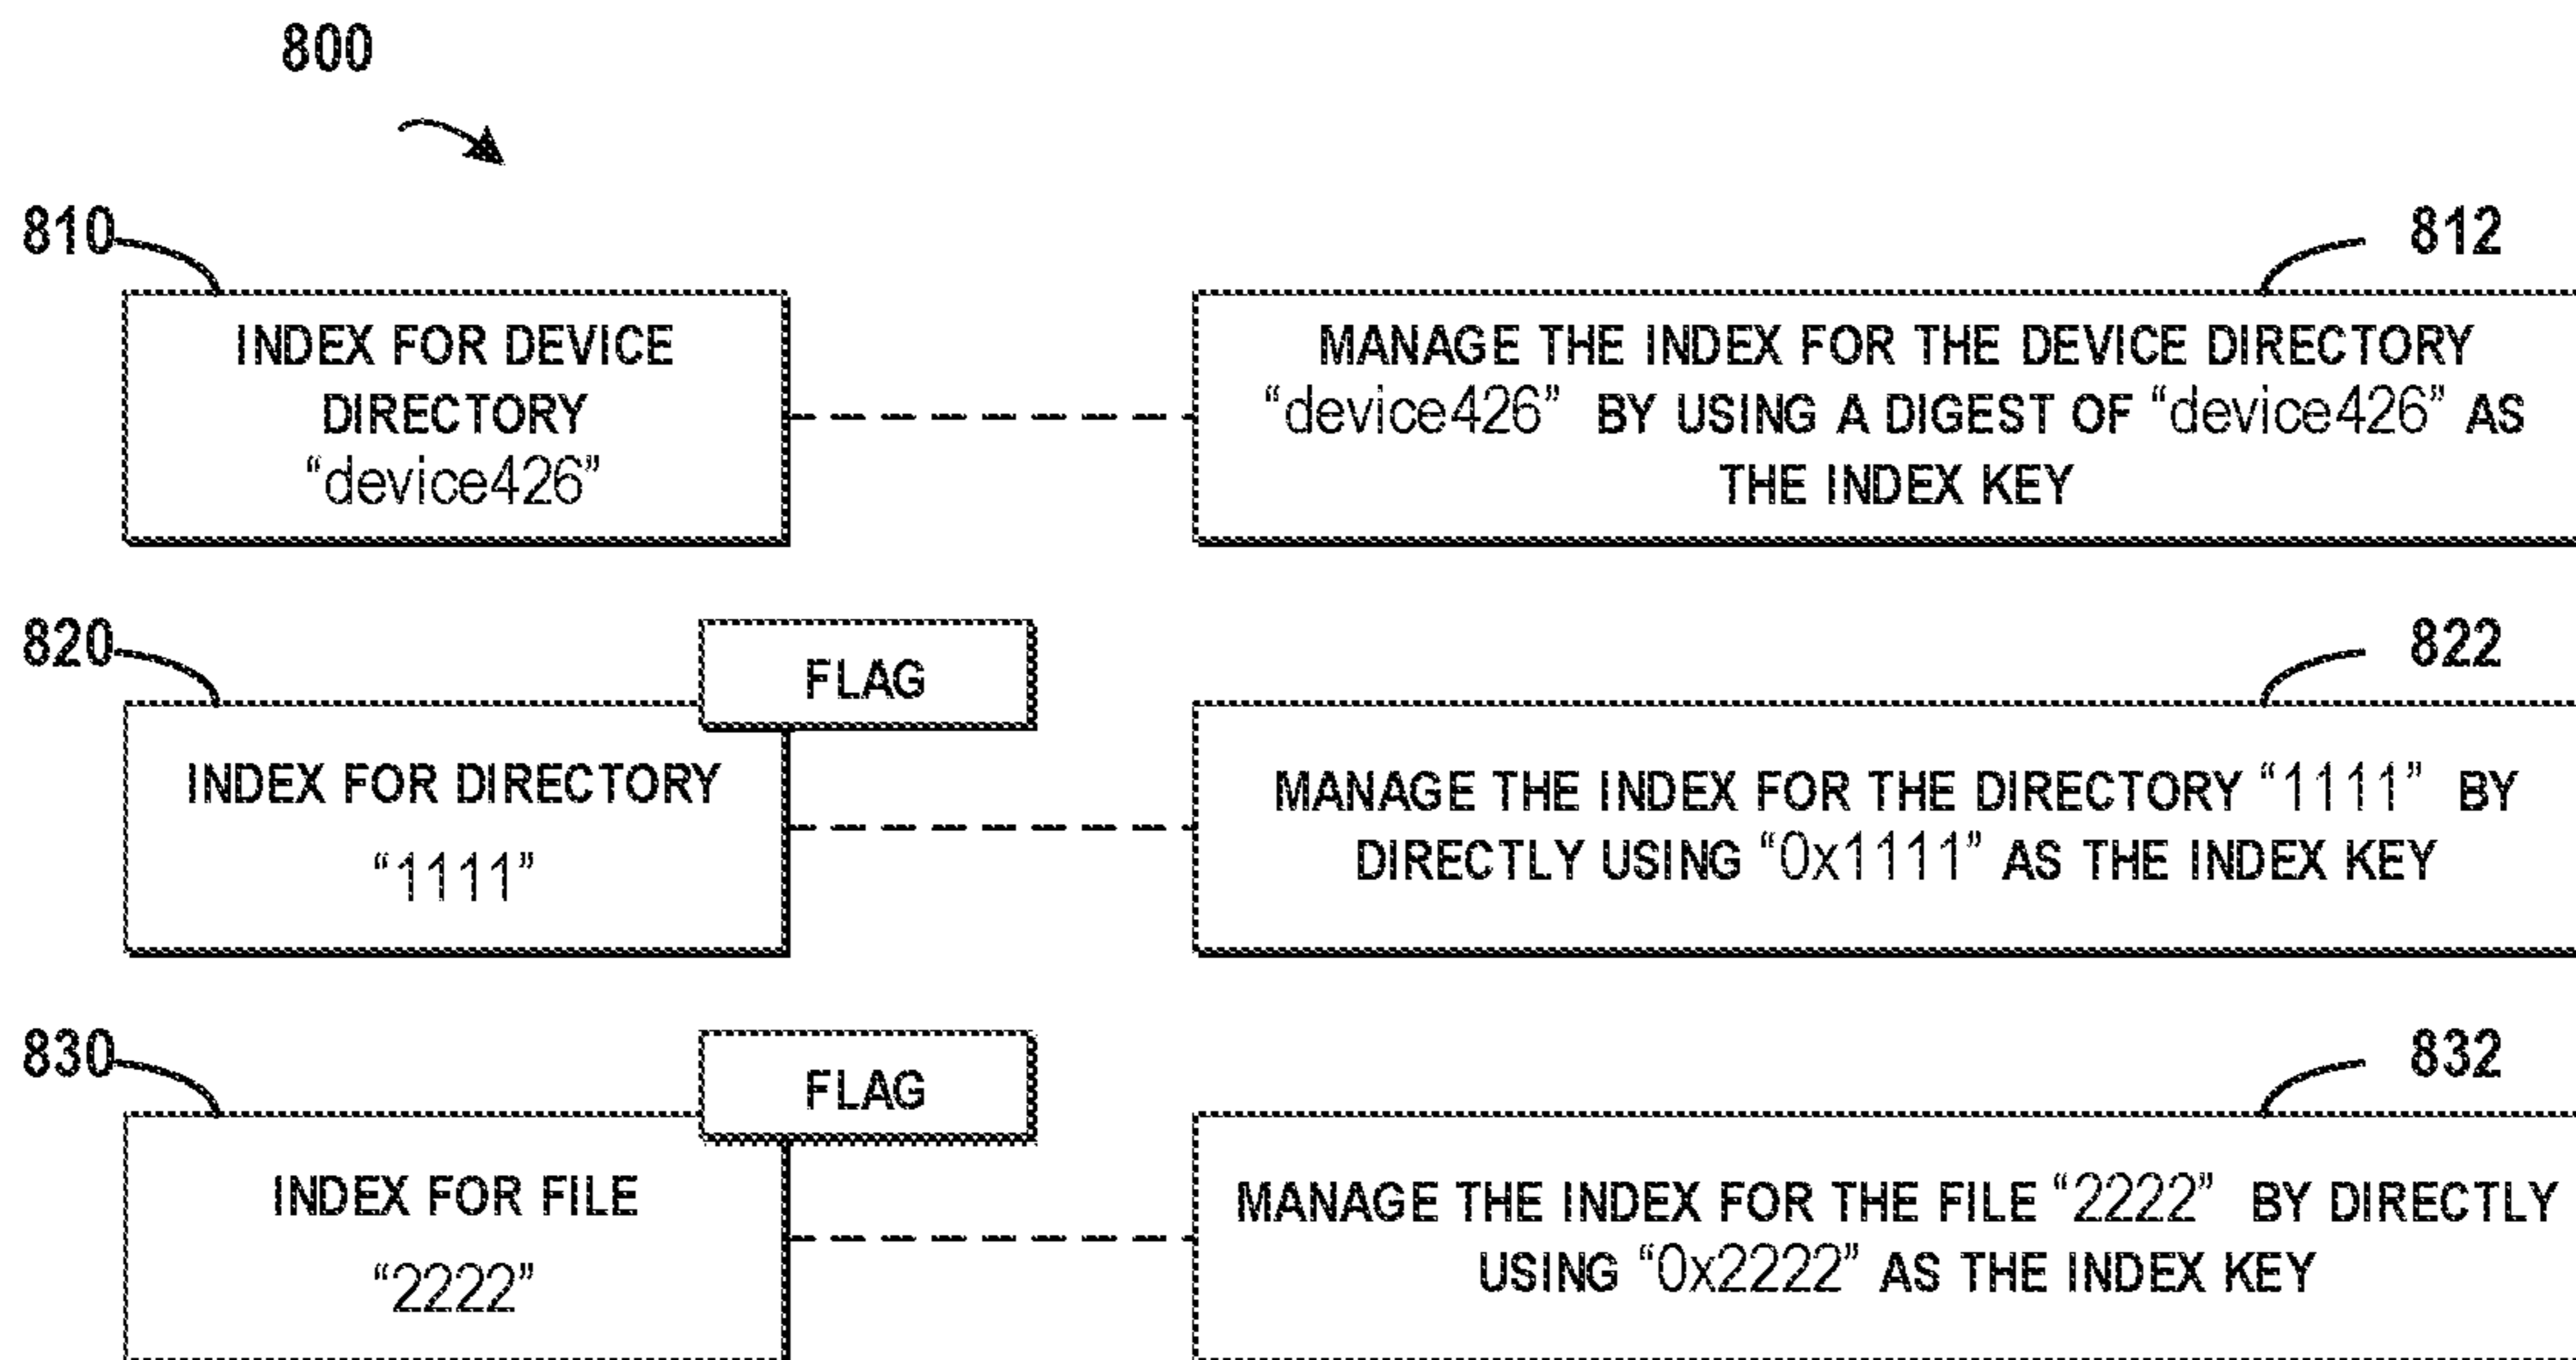 800
810
812
INDEX FOR DEVICE
DIRECTORY
“device426”
MANAGE THE INDEX FOR THE DEVICE DIRECTORY
“device426” BY USING A DIGEST OF “device426” AS
THE INDEX KEY
820
822
FLAG
INDEX FOR DIRECTORY
“1111”
MANAGE THE INDEX FOR THE DIRECTORY “1111” BY
DIRECTLY USING “0x1111” AS THE INDEX KEY
830
832
FLAG
INDEX FOR FILE
“2222”
MANAGE THE INDEX FOR THE FILE “2222” BY DIRECTLY
USING “0x2222” AS THE INDEX KEY